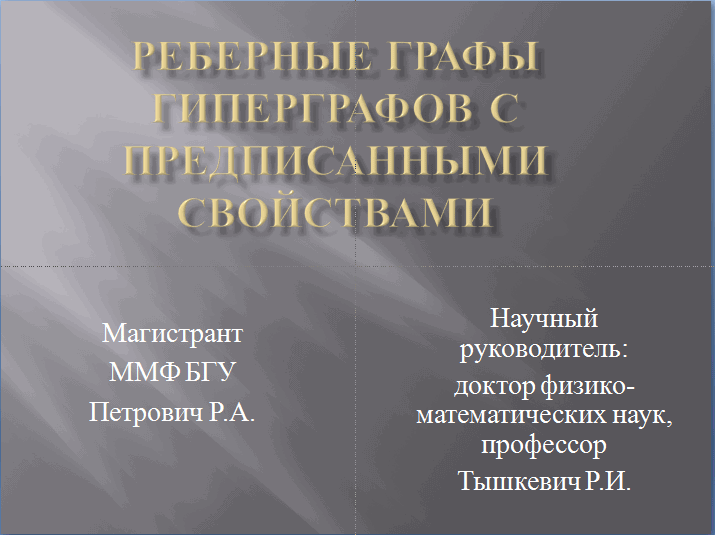 РЕБЕРНЫЕ ГРАФЫ
ГИПЕРГРАФОВ С
ПРЕДПИСАННЫМИ
СВОЙСТВАМИ
Магистрант
ММФ БГУ
Петрович Р.А.
Научный
руководитель:
доктор физико-
математических наук,
профессор
Тышкевич Р.И.